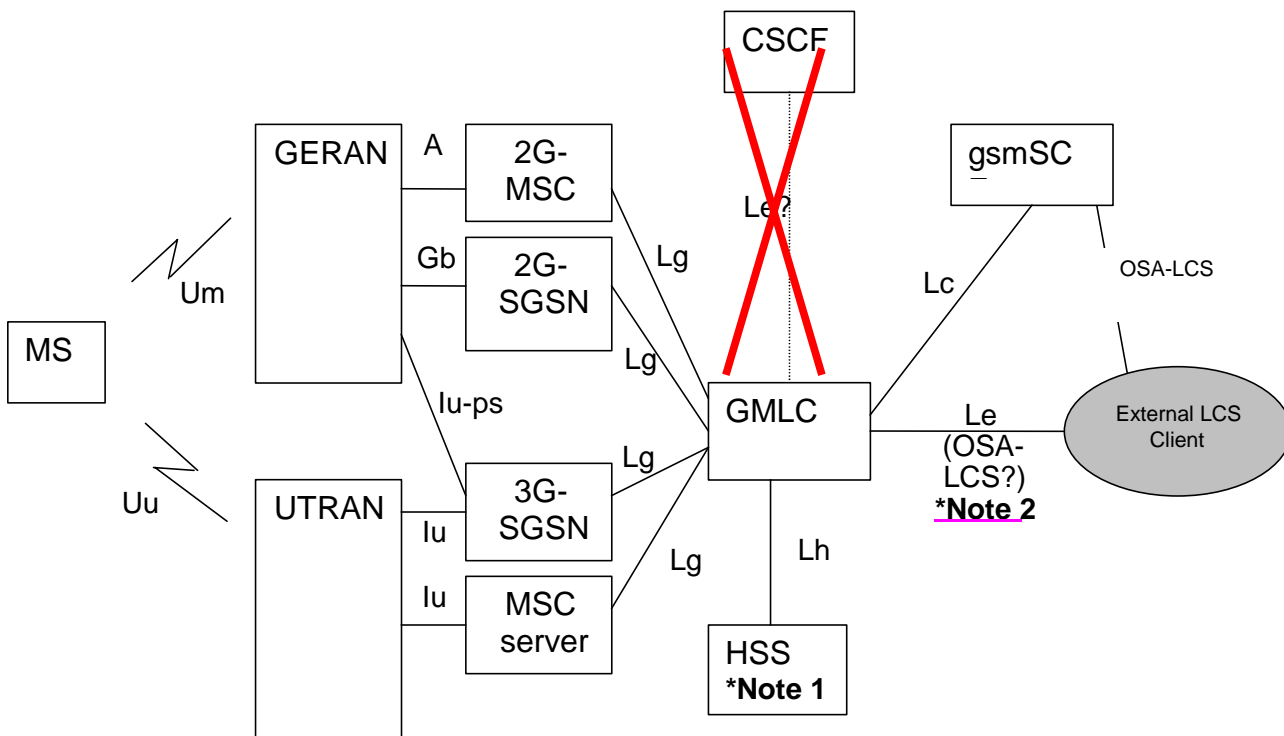 CSCF
GERAN
A
2G-
MSC
gsmSC
Le?
Gb
2G-
SGSN
Lg
OSA-LCS
Um
Lc
MS
Lg
Iu-ps
GMLC
Le
(OSA-
LCS?)
*Note 2
External LCS
Client
Uu
UTRAN
Iu
3G-
SGSN
Lg
Iu
MSC
server
Lg
Lh
HSS
*Note 1